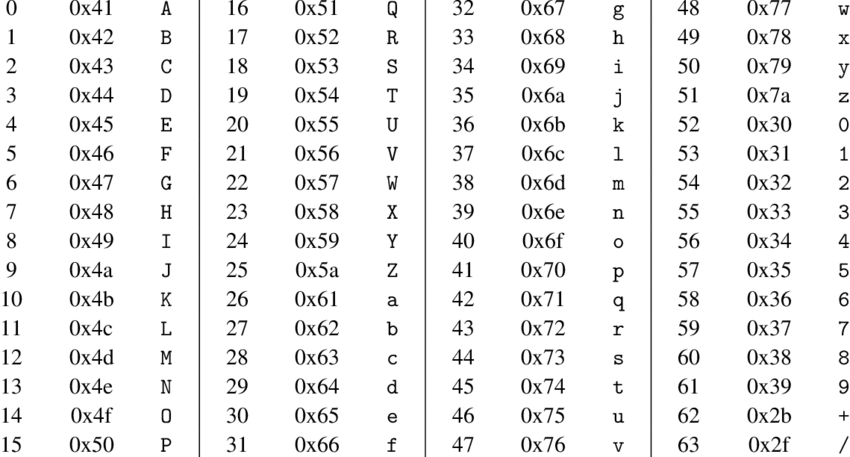 0 0x41 A 16 0x51 Q 32 0x67 g 48 0x77 w
1 0x42 B 17 0x52 R 33 0x68 h 49 0x78 x
2 0x43 C 18 0x53 S 34 0x69 i 50 0x79 y
3 0x44 D 19 0x54 T 35 0x6a j 51 0x7a z
4 0x45 E 20 0x55 U 36 0x6b k 52 0x30 0
5 0x46 F 21 0x56 V 37 0x6c l 53 0x31 1
6 0x47 G 22 0x57 W 38 0x6d m 54 0x32 2
7 0x48 H 23 0x58 X 39 0x6e n 55 0x33 3
8 0x49 I 24 0x59 Y 40 0x6f o 56 0x34 4
9 0x4a J 25 0x5a Z 41 0x70 p 57 0x35 5
10 0x4b K 26 0x61 a 42 0x71 q 58 0x36 6
11 0x4c L 27 0x62 b 43 0x72 r 59 0x37 7
12 0x4d M 28 0x63 c 44 0x73 s 60 0x38 8
13 0x4e N 29 0x64 d 45 0x74 t 61 0x39 9
14 0x4f O 30 0x65 e 46 0x75 u 62 0x2b +
15 0x50 P 31 0x66 f 47 0x76 v 63 0x2f /